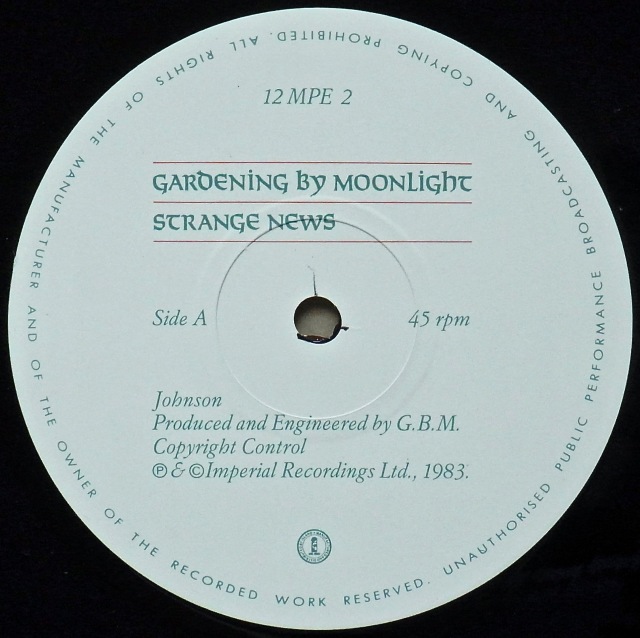 12 MPE 2
GARDENING BY MOONLIGHT
STRANGE NEWS
Side A
45 rpm
Johnson
Produced and Engineered by G.B.M.
Copyright Control
℗ & ©Imperial Recordings Ltd., 1983.
ALL RIGHTS OF THE MANUFACTURER AND OF THE OWNER OF THE RECORDED WORK RESERVED. UNAUTHORISED PUBLIC PERFORMANCE BROADCASTING AND COPYING PROHIBITED.